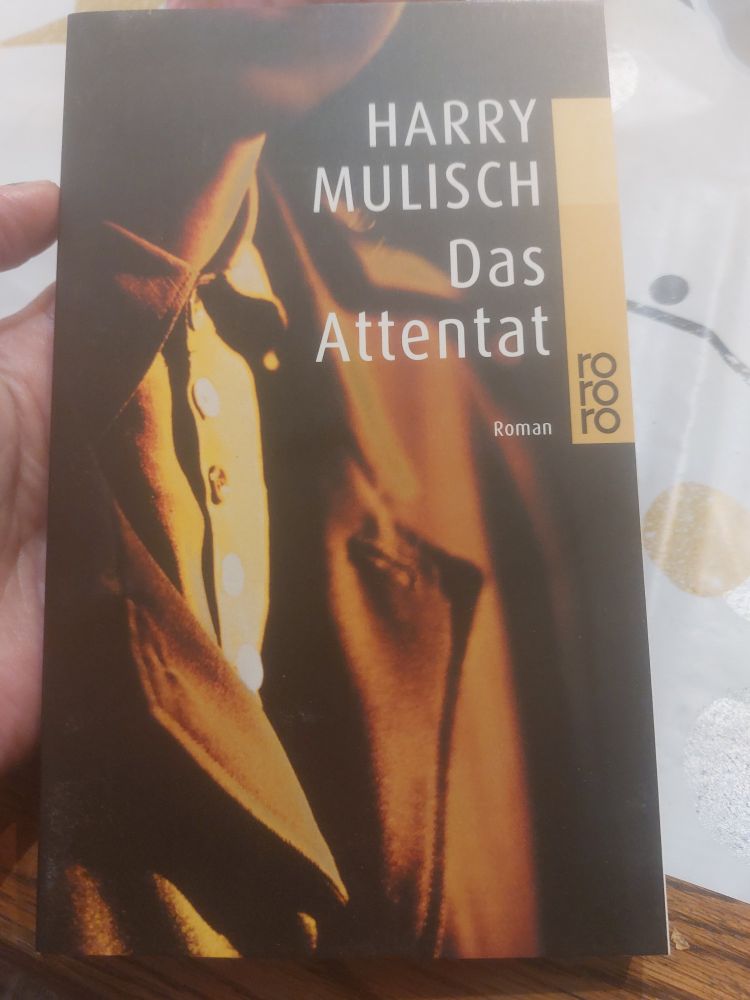 HARRY
MULISCH
Das
Attentat
Roman
ro
ro
ro